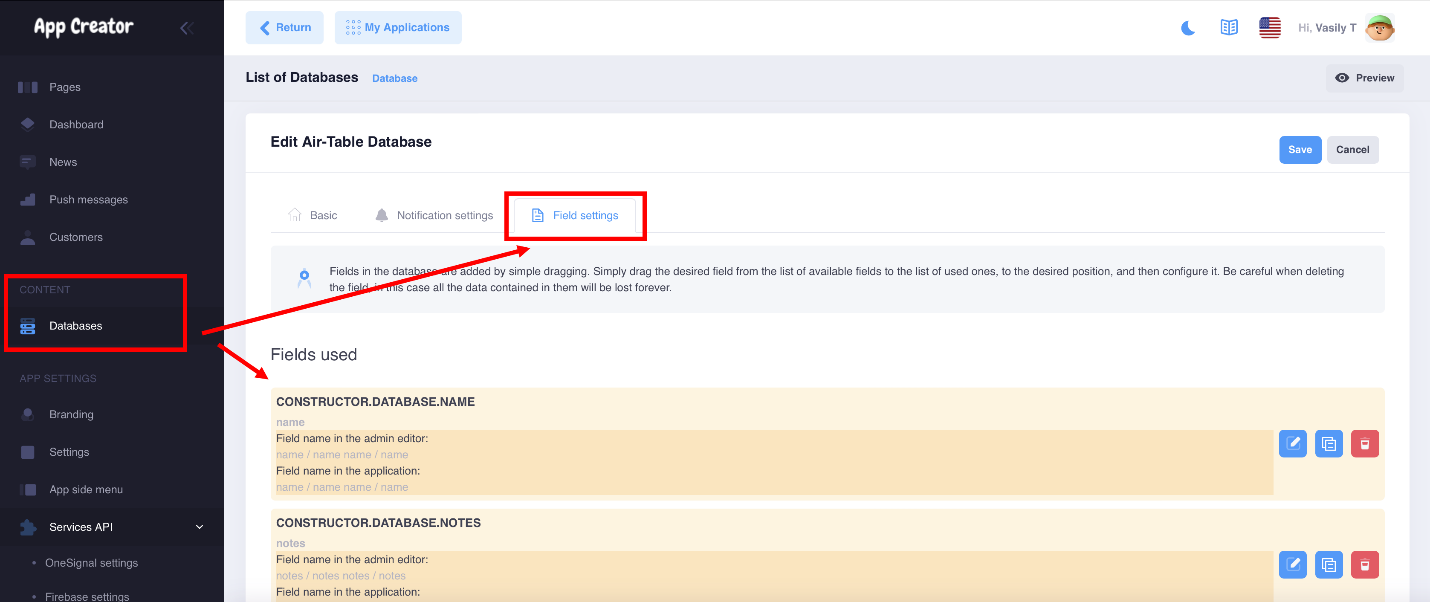 App Creator
Return
My Applications
Hi, Vasily T
List of Databases
Database
Preview
Pages
Dashboard
News
Push messages
Customers
CONTENT
Databases
APP SETTINGS
Branding
Settings
App side menu
Services API
OneSignal settings
Firebase settings
Edit Air-Table Database
Save
Cancel
Basic
Notification settings
Field settings
Fields in the database are added by simple dragging. Simply drag the desired field from the list of available fields to the list of used ones, to the desired position, and then configure it. Be careful when deleting
the field, in this case all the data contained in them will be lost forever.
Fields used
CONSTRUCTOR.DATABASE.NAME
name
Field name in the admin editor:
name / name name / name
Field name in the application:
name / name name / name
CONSTRUCTOR.DATABASE.NOTES
notes
Field name in the admin editor:
notes / notes notes / notes
Field name in the application: